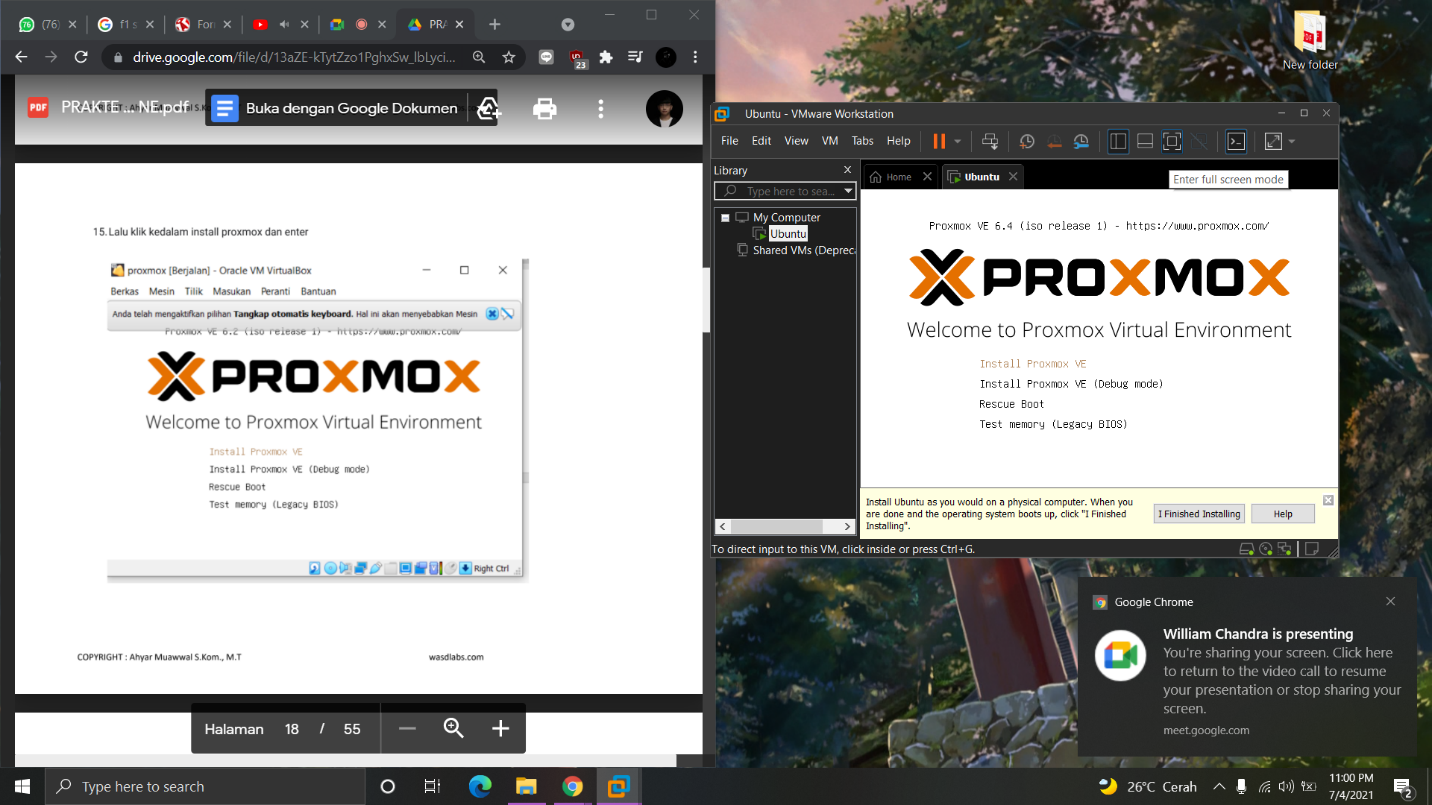 (76)
f1 s
For
PRA
drive.google.com/file/d/13aZE-kTytZzo1PghxSw_lbLyci...
23
PDF
PRAKTE ... NE.pdf
Buka dengan Google Dokumen
15. Lalu klik kedalam install proxmox dan enter
proxmox [Berjalan] - Oracle VM VirtualBox
Berkas Mesin Tilik Masukan Peranti Bantuan
Anda telah mengaktifkan pilihan Tangkap otomatis keyboard. Hal ini akan menyebabkan Mesin
Proxmox VE 6.2 (iso release 1) - https://www.proxmox.com/
PROXMOX
Welcome to Proxmox Virtual Environment
Install Proxmox VE
Install Proxmox VE (Debug mode)
Rescue Boot
Test memory (Legacy BIOS)
Right Ctrl
COPYRIGHT : Ahyar Muawwal S.Kom., M.T
wasdlabs.com
Halaman 18 / 55
New folder
Ubuntu - VMware Workstation
File Edit View VM Tabs Help
Library
Type here to sea...
My Computer
Ubuntu
Shared VMs (Depreca
Home
Ubuntu
Enter full screen mode
Proxmox VE 6.4 (iso release 1) - https://www.proxmox.com/
PROXMOX
Welcome to Proxmox Virtual Environment
Install Proxmox VE
Install Proxmox VE (Debug mode)
Rescue Boot
Test memory (Legacy BIOS)
Install Ubuntu as you would on a physical computer. When you
are done and the operating system boots up, click "I Finished
Installing".
I Finished Installing
Help
To direct input to this VM, click inside or press Ctrl+G.
Google Chrome
William Chandra is presenting
You're sharing your screen. Click here
to return to the video call to resume
your presentation or stop sharing your
screen.
meet.google.com
Type here to search
26°C Cerah
11:00 PM
7/4/2021
2